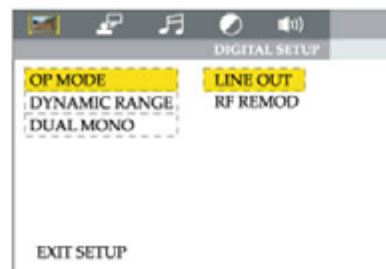 DIGITAL SETUP
OP MODE LINE OUT
DYNAMIC RANGE RF REMOD
DUAL MONO
EXIT SETUP